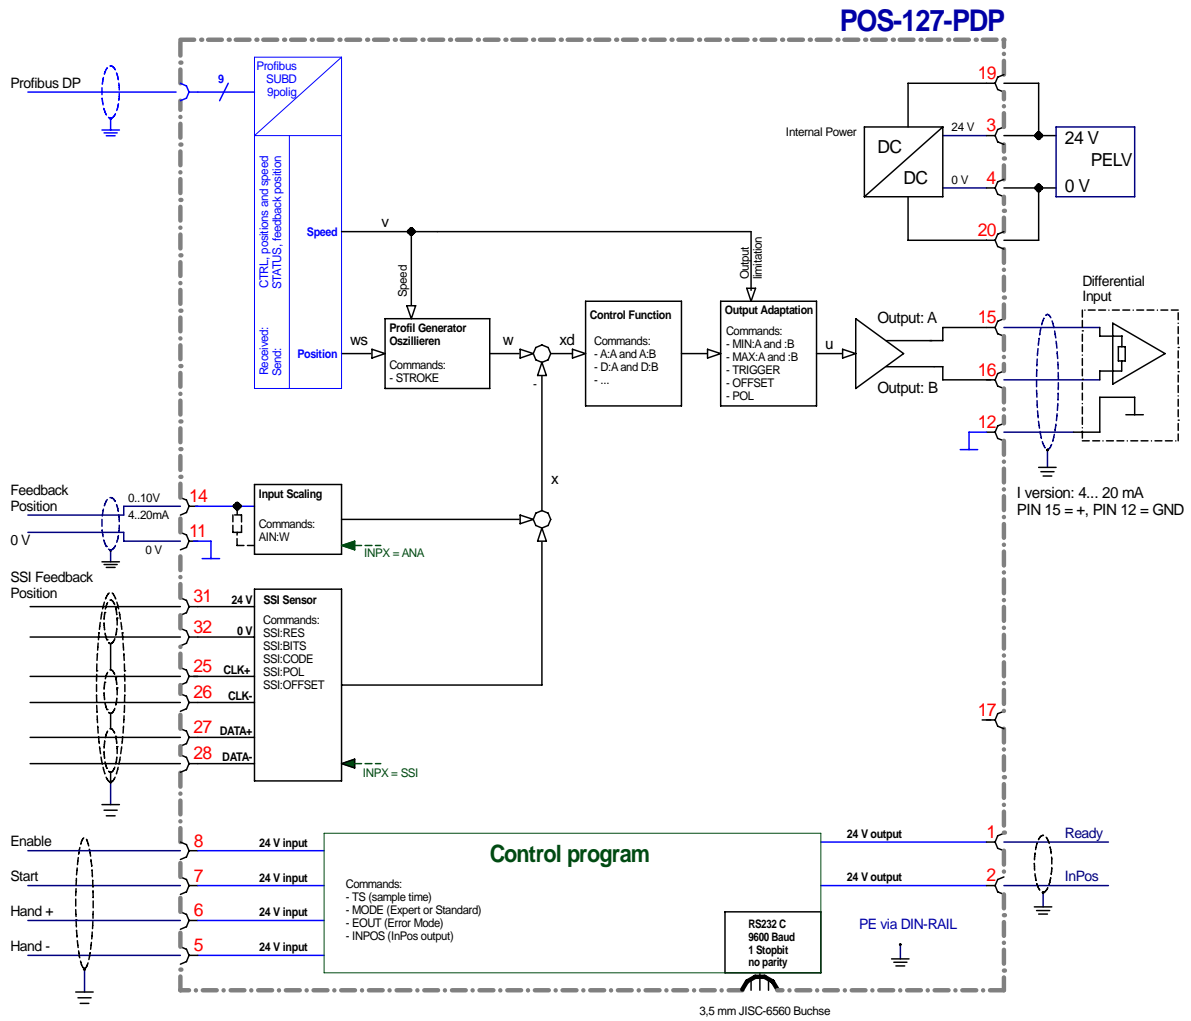 POS-127-PDP
Profibus DP
9
Profibus
SUBD
9polig
CTRL, positions and speed
STATUS, feedback position
Received:
Send:
Speed
Position
v
Speed
Output
limitation
ws
Profil Generator
Oszillieren
Commands:
- STROKE
w
-
xd
Control Function
Commands:
- A:A and A:B
- D:A and D:B
- ...
Output Adaptation
Commands:
- MIN:A and :B
- MAX:A and :B
- TRIGGER
- OFFSET
- POL
u
Output: A
Output: B
Internal Power
DC
DC
24 V
0 V
19
3
4
20
24 V
PELV
0 V
15
16
12
Differential
Input
I version: 4... 20 mA
PIN 15 = +, PIN 12 = GND
Feedback
Position
0 V
0..10V
4..20mA
0 V
14
11
Input Scaling
Commands:
AIN:W
INPX = ANA
x
SSI Feedback
Position
31
32
25
26
27
28
24 V
0 V
CLK+
CLK-
DATA+
DATA-
SSI Sensor
Commands:
SSI:RES
SSI:BITS
SSI:CODE
SSI:POL
SSI:OFFSET
INPX = SSI
17
Enable
Start
Hand +
Hand -
8
7
6
5
24 V input
24 V input
24 V input
24 V input
Control program
Commands:
- TS (sample time)
- MODE (Expert or Standard)
- EOUT (Error Mode)
- INPOS (InPos output)
24 V output
24 V output
1
2
Ready
InPos
RS232 C
9600 Baud
1 Stopbit
no parity
PE via DIN-RAIL
3,5 mm JISC-6560 Buchse